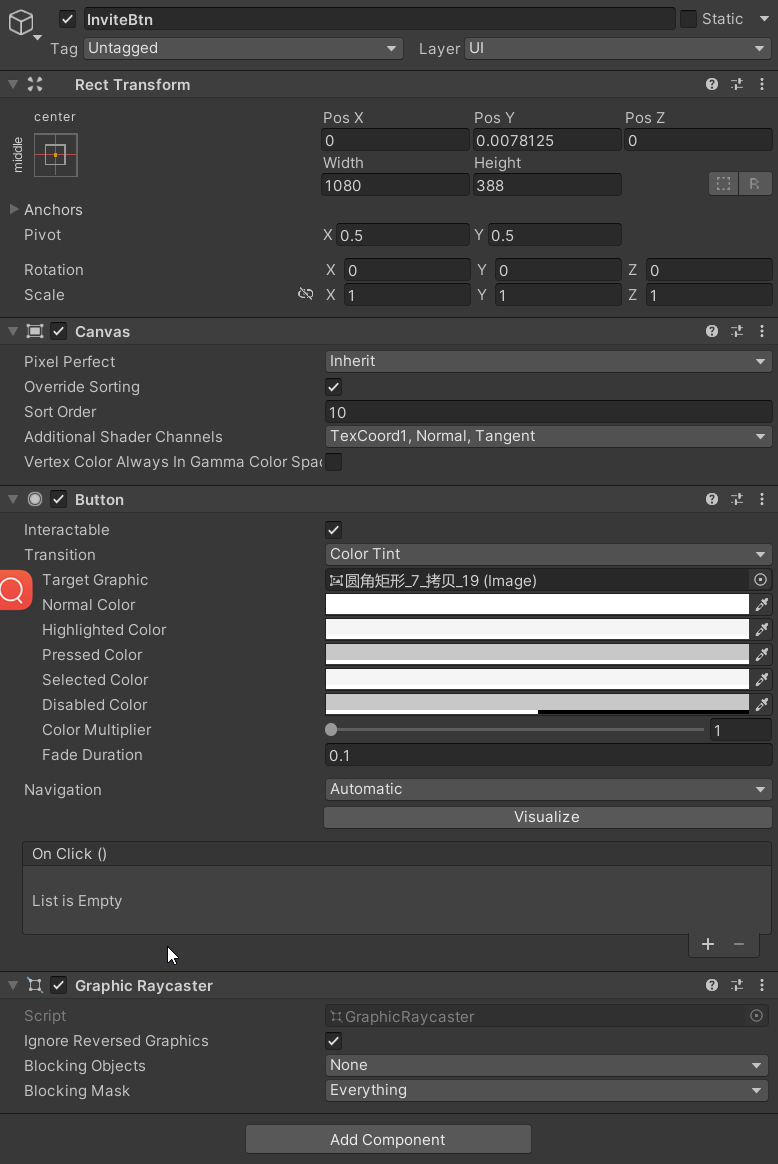 InviteBtn Static
Tag Untagged Layer UI
Rect Transform
center
middle
Pos X Pos Y Pos Z
0 0.0078125 0
Width Height
1080 388 R
Anchors
Pivot X 0.5 Y 0.5
Rotation X 0 Y 0 Z 0
Scale X 1 Y 1 Z 1
Canvas
Pixel Perfect Inherit
Override Sorting
Sort Order 10
Additional Shader Channels TexCoord1, Normal, Tangent
Vertex Color Always In Gamma Color Spac
Button
Interactable
Transition Color Tint
Target Graphic 圆角矩形_7_拷贝_19 (Image)
Normal Color
Highlighted Color
Pressed Color
Selected Color
Disabled Color
Color Multiplier 1
Fade Duration 0.1
Navigation Automatic
Visualize
On Click ()
List is Empty
Graphic Raycaster
Script GraphicRaycaster
Ignore Reversed Graphics
Blocking Objects None
Blocking Mask Everything
Add Component